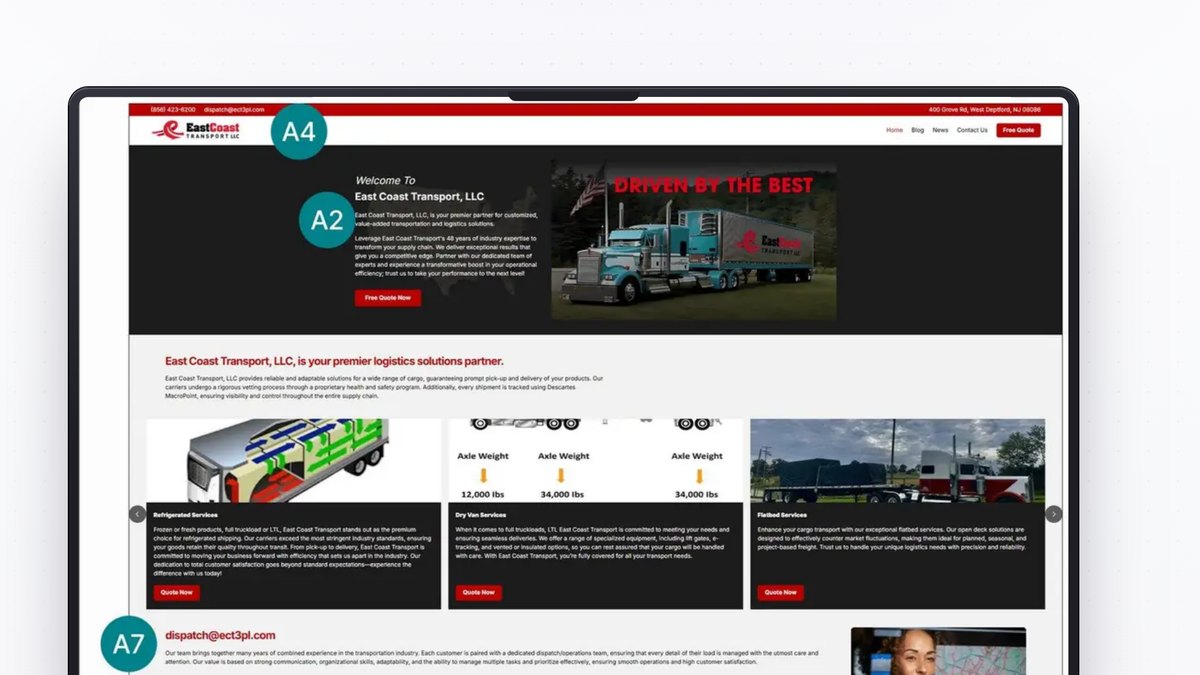 (856) 423-6200 dispatch@ect3pl.com
400 Grove Rd, West Deptford, NJ 08086
EastCoast
TRANSPORT LLC
A4
Home Blog News Contact Us Free Quote
Welcome To
East Coast Transport, LLC
A2
East Coast Transport, LLC, is your premier partner for customized,
value-added transportation and logistics solutions.
Leverage East Coast Transport's 48 years of industry expertise to
transform your supply chain. We deliver exceptional results that
give you a competitive edge. Partner with our dedicated team of
experts and experience a transformative boost in your operational
efficiency; trust us to take your performance to the next level!
Free Quote Now
DRIVEN BY THE BEST
EastCoast
TRANSPORT LLC
East Coast Transport, LLC, is your premier logistics solutions partner.
East Coast Transport, LLC provides reliable and adaptable solutions for a wide range of cargo, guaranteeing prompt pick-up and delivery of your products. Our
carriers undergo a rigorous vetting process through a proprietary health and safety program. Additionally, every shipment is tracked using Descartes
MacroPoint, ensuring visibility and control throughout the entire supply chain.
Refrigerated Services
Frozen or fresh products, full truckload or LTL, East Coast Transport stands out as the premium
choice for refrigerated shipping. Our carriers exceed the most stringent industry standards, ensuring
your goods retain their quality throughout transit. From pick-up to delivery, East Coast Transport is
committed to moving your business forward with efficiency that sets us apart in the industry. Our
dedication to total customer satisfaction goes beyond standard expectations—experience the
difference with us today!
Quote Now
Axle Weight Axle Weight Axle Weight
12,000 lbs 34,000 lbs 34,000 lbs
Dry Van Services
When it comes to full truckloads, LTL East Coast Transport is committed to meeting your needs and
ensuring seamless deliveries. We offer a range of specialized equipment, including lift gates, e-
tracking, and vented or insulated options, so you can rest assured that your cargo will be handled
with care. With East Coast Transport, you're fully covered for all your transport needs.
Quote Now
Flatbed Services
Enhance your cargo transport with our exceptional flatbed services. Our open deck solutions are
designed to effectively counter market fluctuations, making them ideal for planned, seasonal, and
project-based freight. Trust us to handle your unique logistics needs with precision and reliability.
Quote Now
A7
dispatch@ect3pl.com
Our team brings together many years of combined experience in the transportation industry. Each customer is paired with a dedicated dispatch/operations team, ensuring that every detail of their load is managed with the utmost care and
attention. Our value is based on strong communication, organizational skills, adaptability, and the ability to manage multiple tasks and prioritize effectively, ensuring smooth operations and high customer satisfaction.